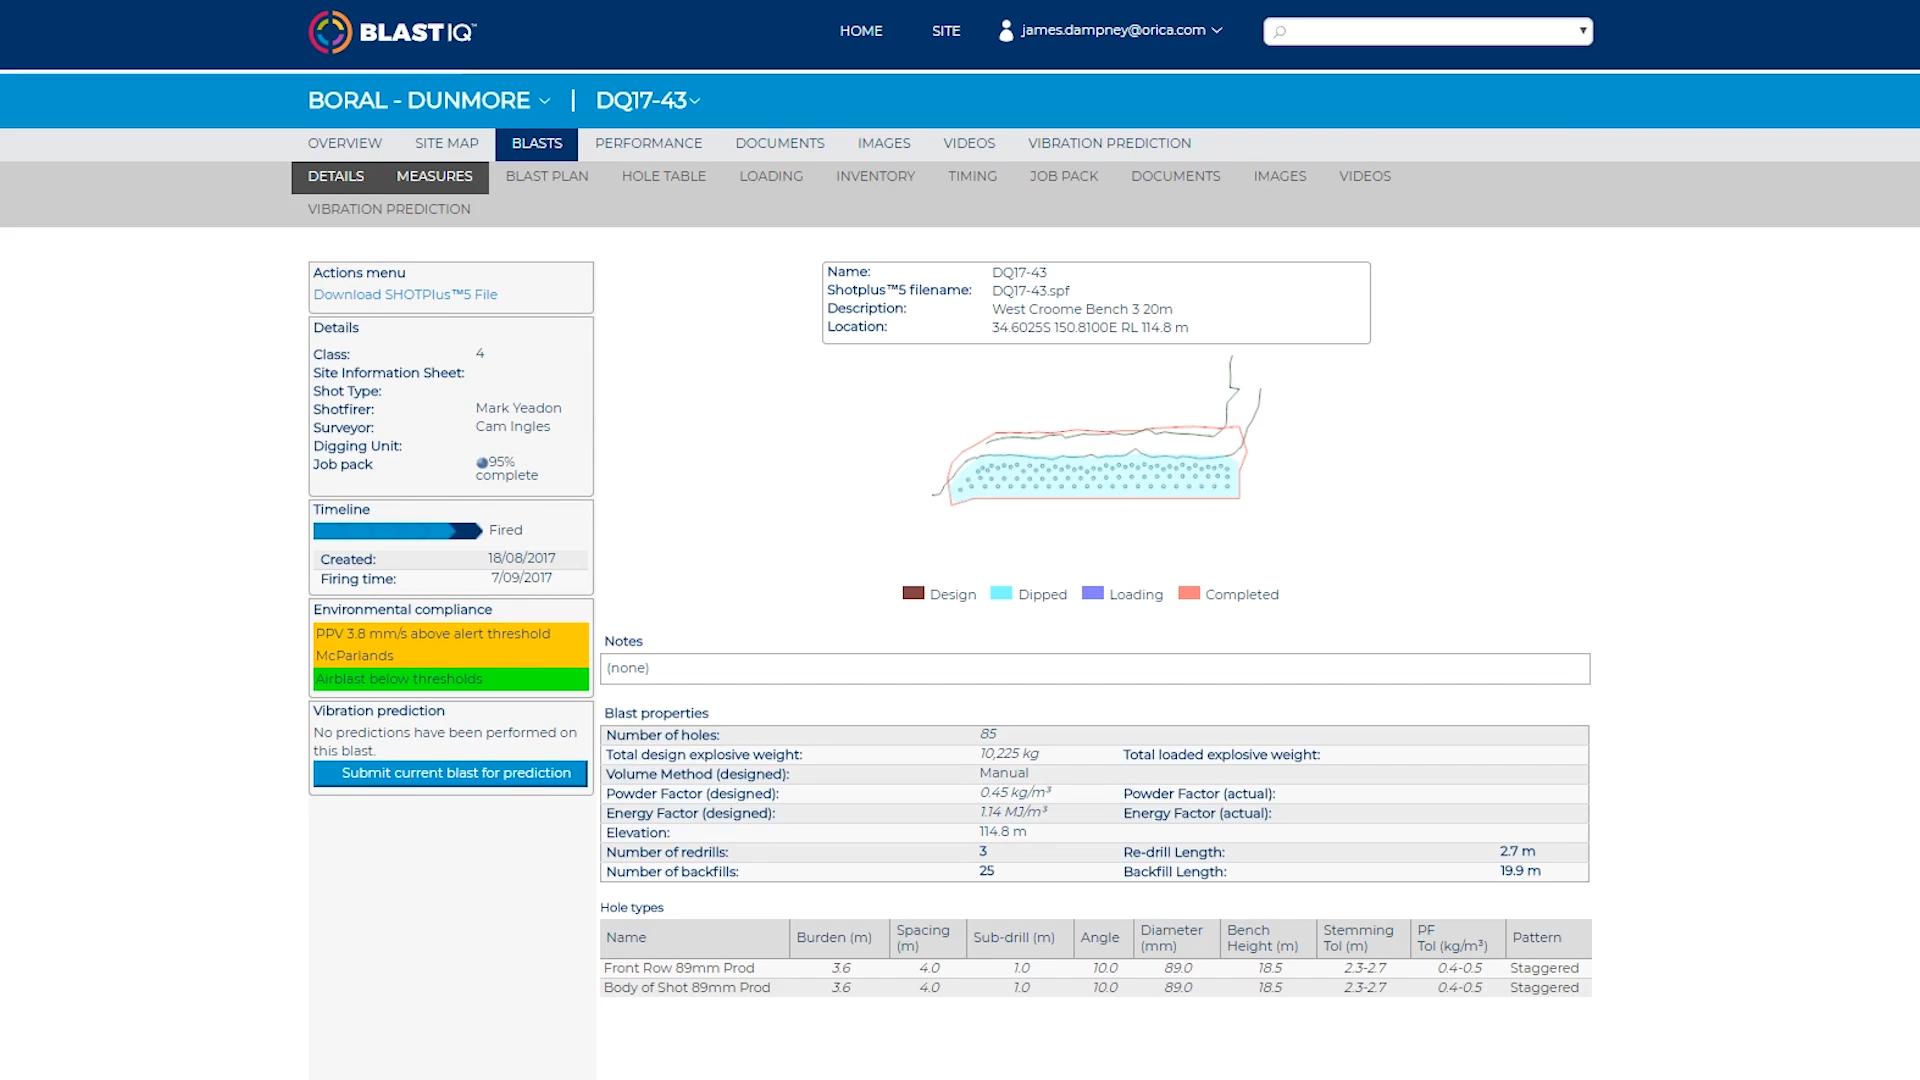 BLASTIQ™
HOME SITE james.dampney@orica.com
BORAL - DUNMORE | DQ17-43
OVERVIEW SITE MAP BLASTS PERFORMANCE DOCUMENTS IMAGES VIDEOS VIBRATION PREDICTION
DETAILS MEASURES BLAST PLAN HOLE TABLE LOADING INVENTORY TIMING JOB PACK DOCUMENTS IMAGES VIDEOS
VIBRATION PREDICTION
Actions menu
Download SHOTPlus™5 File
Details
Class: 4
Site Information Sheet:
Shot Type:
Shotfirer: Mark Yeadon
Surveyor: Cam Ingles
Digging Unit:
Job pack 95%
complete
Timeline
Fired
Created: 18/08/2017
Firing time: 7/09/2017
Environmental compliance
PPV 3.8 mm/s above alert threshold
McParlands
Airblast below thresholds
Vibration prediction
No predictions have been performed on
this blast.
Submit current blast for prediction
Name: DQ17-43
Shotplus™5 filename: DQ17-43.spf
Description: West Croome Bench 3 20m
Location: 34.6025S 150.8100E RL 114.8 m
Design Dipped Loading Completed
Notes
(none)
Blast properties
Number of holes: 85
Total design explosive weight: 10,225 kg Total loaded explosive weight:
Volume Method (designed): Manual
Powder Factor (designed): 0.45 kg/m³ Powder Factor (actual):
Energy Factor (designed): 1.14 MJ/m³ Energy Factor (actual):
Elevation: 114.8 m
Number of redrills: 3 Re-drill Length: 2.7 m
Number of backfills: 25 Backfill Length: 19.9 m
Hole types
Name Burden (m) Spacing (m) Sub-drill (m) Angle Diameter (mm) Bench Height (m) Stemming Tol (m) PF Tol (kg/m³) Pattern
Front Row 89mm Prod 3.6 4.0 1.0 10.0 89.0 18.5 2.3-2.7 0.4-0.5 Staggered
Body of Shot 89mm Prod 3.6 4.0 1.0 10.0 89.0 18.5 2.3-2.7 0.4-0.5 Staggered